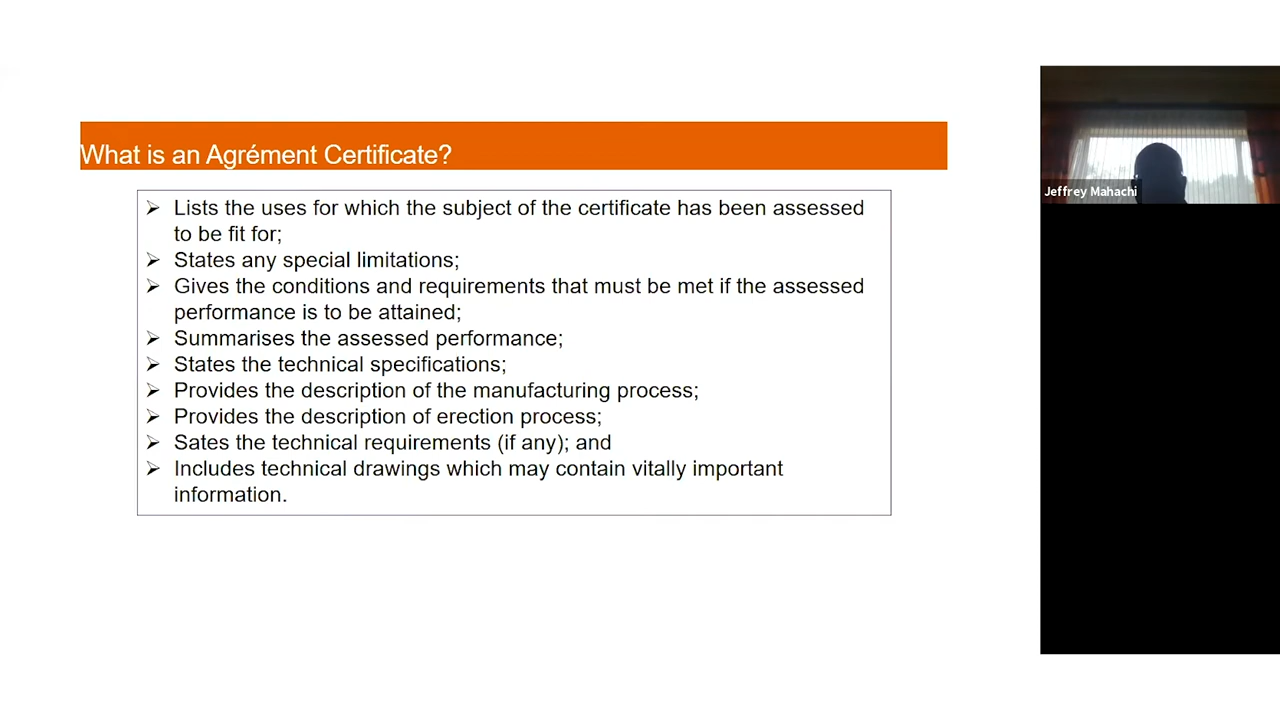 What is an Agrément Certificate?
Lists the uses for which the subject of the certificate has been assessed
to be fit for;
States any special limitations;
Gives the conditions and requirements that must be met if the assessed
performance is to be attained;
Summarises the assessed performance;
States the technical specifications;
Provides the description of the manufacturing process;
Provides the description of erection process;
Sates the technical requirements (if any); and
Includes technical drawings which may contain vitally important
information.
Jeffrey Mahachi